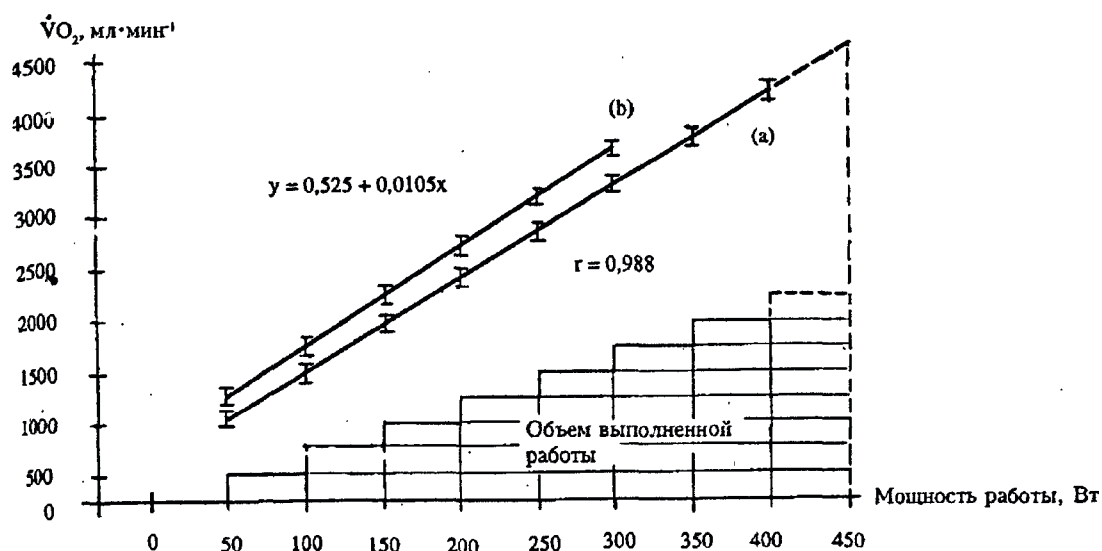 V̇O₂, мл·мин⁻¹
4500
4000
3500
3000
2500
2000
1500
1000
500
0
(b)
(a)
y = 0,525 + 0,0105x
r = 0,988
Объем выполненной
работы
Мощность работы, Вт
0 50 100 150 200 250 300 350 400 450